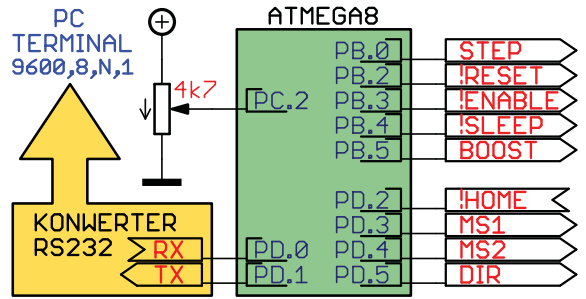 PC
TERMINAL
9600,8,N,1
ATMEGA8
4k7
PC.2
PB.0 STEP
PB.2 !RESET
PB.3 !ENABLE
PB.4 !SLEEP
PB.5 BOOST
PD.2 !HOME
PD.3 MS1
PD.4 MS2
PD.5 DIR
KONWERTER
RS232
RX PD.0
TX PD.1